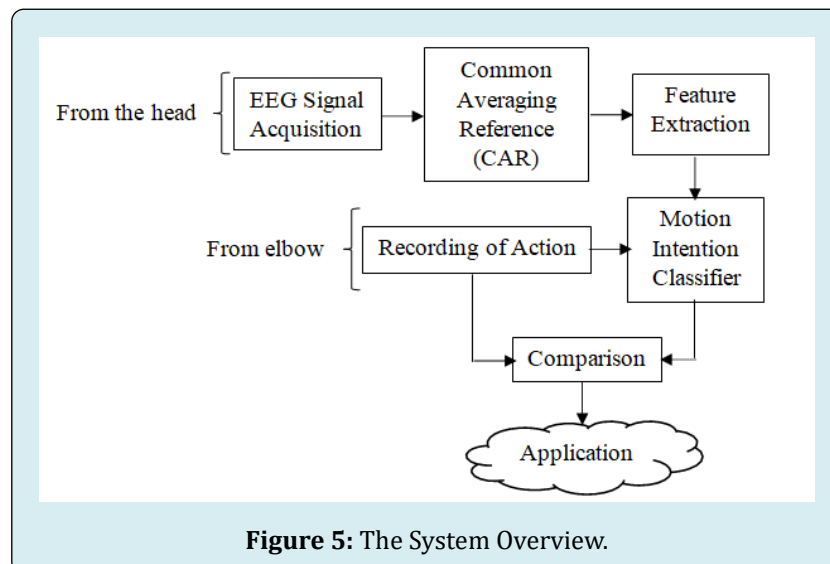 From the head
EEG Signal
Acquisition
Common
Averaging
Reference
(CAR)
Feature
Extraction
From elbow
Recording of Action
Motion
Intention
Classifier
Comparison
Application
Figure 5: The System Overview.